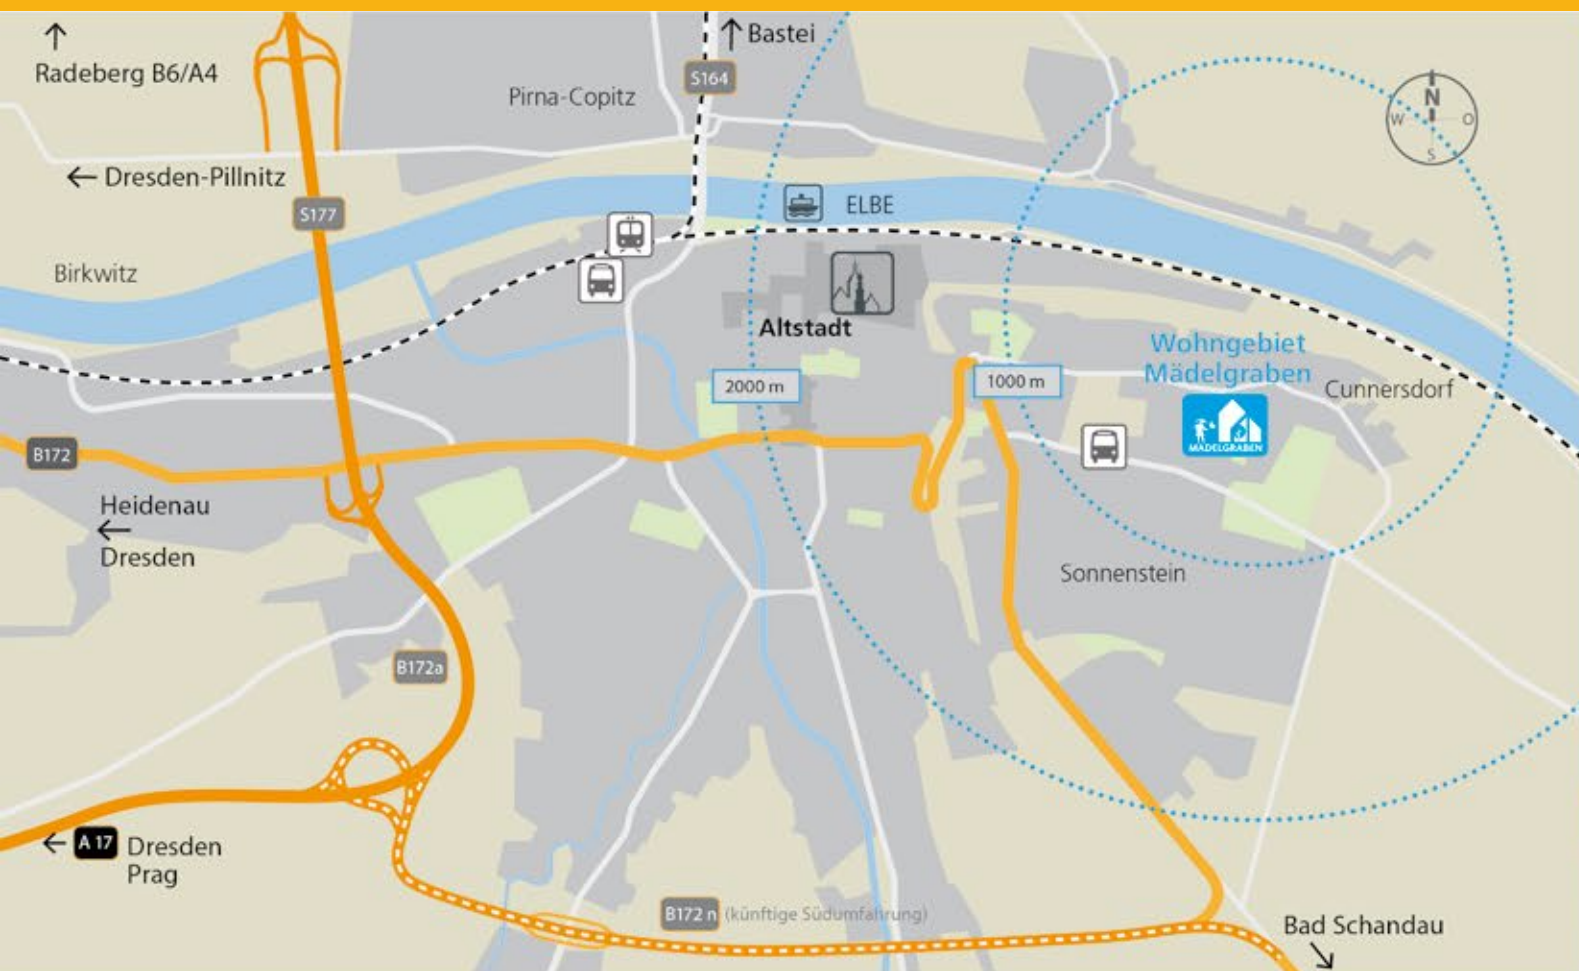 Radeberg B6/A4
Bastei
S164
Pirna-Copitz
N
W
O
S
Dresden-Pillnitz
S177
ELBE
Birkwitz
Altstadt
Wohngebiet
Mädelgraben
2000 m
1000 m
Cunnersdorf
MÄDELGRABEN
B172
Heidenau
Dresden
Sonnenstein
B172a
A 17
Dresden
Prag
B172 n (künftige Südumfahrung)
Bad Schandau